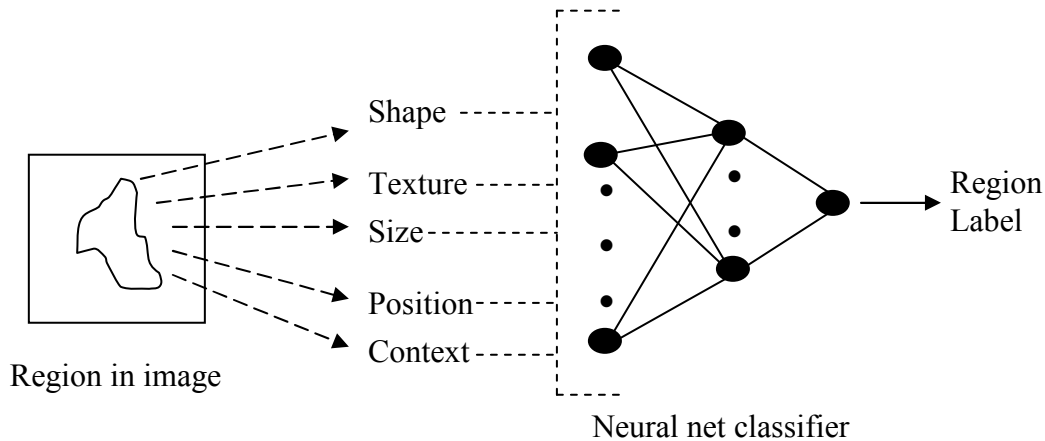 Shape
Texture
Size
Position
Context
Region in image
Region
Label
Neural net classifier